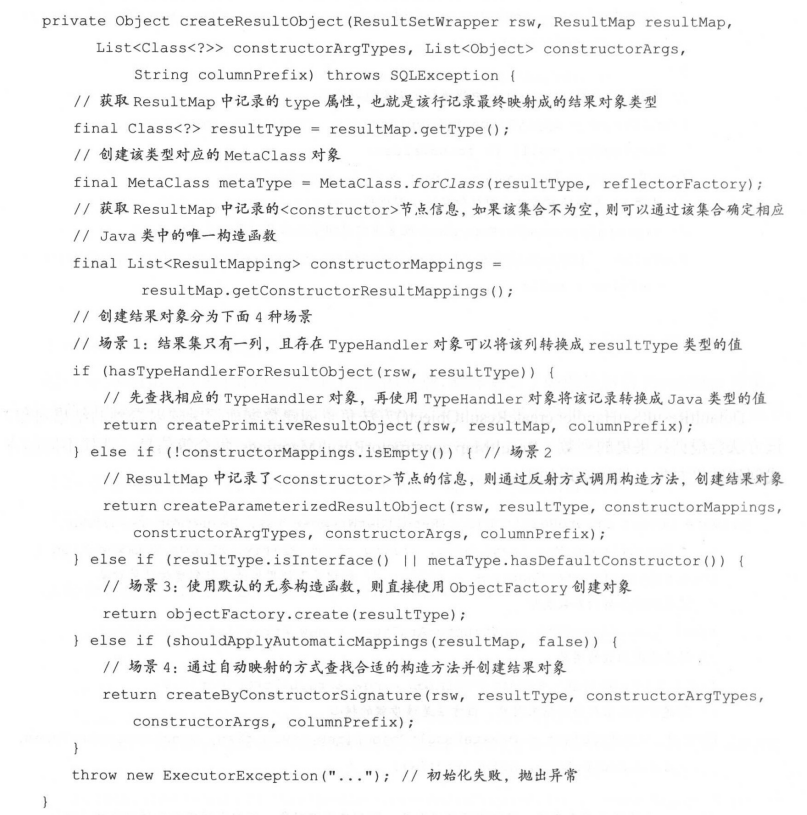 private Object createResultObject(ResultSetWrapper rsw, ResultMap resultMap,
List<Class<?>> constructorArgTypes, List<Object> constructorArgs,
String columnPrefix) throws SQLException {
// 获取 ResultMap 中记录的 type 属性，也就是该行记录最终映射成的结果对象类型
final Class<?> resultType = resultMap.getType();
// 创建该类型对应的 MetaClass 对象
final MetaClass metaType = MetaClass.forClass(resultType, reflectorFactory);
// 获取 ResultMap 中记录的<constructor>节点信息，如果该集合不为空，则可以通过该集合确定相应
// Java 类中的唯一构造函数
final List<ResultMapping> constructorMappings =
resultMap.getConstructorResultMappings();
// 创建结果对象分为下面 4 种场景
// 场景 1：结果集只有一列，且存在 TypeHandler 对象可以将该列转换成 resultType 类型的值
if (hasTypeHandlerForResultObject(rsw, resultType)) {
// 先查找相应的 TypeHandler 对象，再使用 TypeHandler 对象将该记录转换成 Java 类型的值
return createPrimitiveResultObject(rsw, resultMap, columnPrefix);
} else if (!constructorMappings.isEmpty()) { // 场景 2
// ResultMap 中记录了<constructor>节点的信息，则通过反射方式调用构造方法，创建结果对象
return createParameterizedResultObject(rsw, resultType, constructorMappings,
constructorArgTypes, constructorArgs, columnPrefix);
} else if (resultType.isInterface() || metaType.hasDefaultConstructor()) {
// 场景 3：使用默认的无参构造函数，则直接使用 ObjectFactory 创建对象
return objectFactory.create(resultType);
} else if (shouldApplyAutomaticMappings(resultMap, false)) {
// 场景 4：通过自动映射的方式查找合适的构造方法并创建结果对象
return createByConstructorSignature(rsw, resultType, constructorArgTypes,
constructorArgs, columnPrefix);
}
throw new ExecutorException("..."); // 初始化失败，抛出异常
}